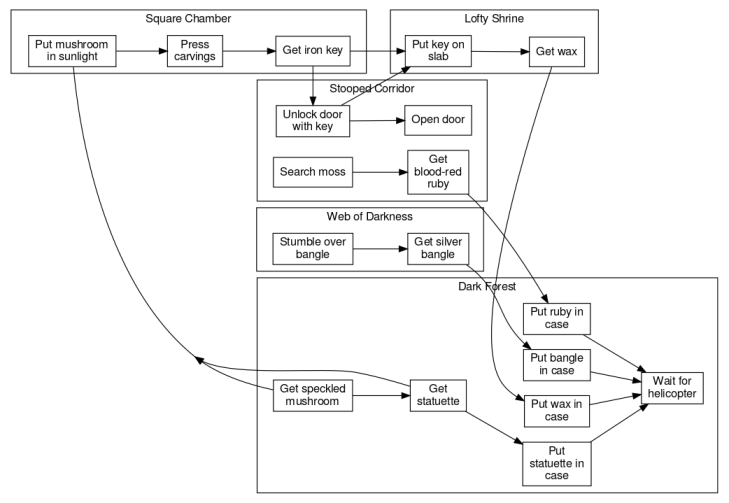 Square Chamber
Put mushroom
in sunlight
Press
carvings
Get iron key
Lofty Shrine
Put key on
slab
Get wax
Stooped Corridor
Unlock door
with key
Open door
Search moss
Get
blood-red
ruby
Web of Darkness
Stumble over
bangle
Get silver
bangle
Dark Forest
Put ruby in
case
Put bangle
in case
Wait for
helicopter
Get speckled
mushroom
Get
statuette
Put wax in
case
Put
statuette in
case